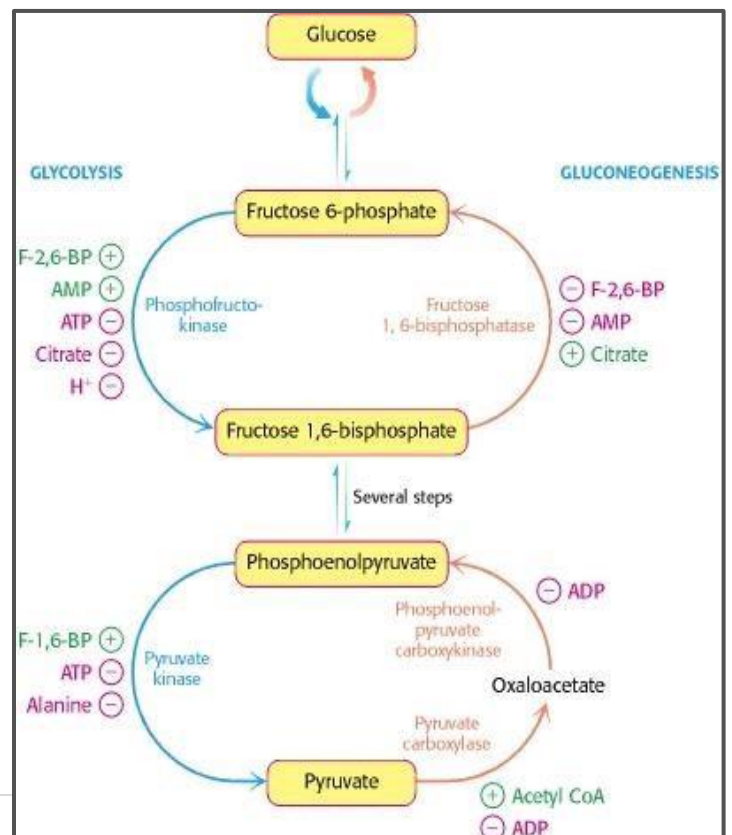 Glucose
GLYCOLYSIS
GLUCONEOGENESIS
Fructose 6-phosphate
F-2,6-BP +
AMP +
ATP −
Citrate −
H⁺ −
Phosphofructo-
kinase
Fructose
1, 6-bisphosphatase
− F-2,6-BP
− AMP
+ Citrate
Fructose 1,6-bisphosphate
Several steps
Phosphoenolpyruvate
F-1,6-BP +
ATP −
Alanine −
Pyruvate
kinase
Phosphoenol-
pyruvate
carboxykinase
− ADP
Oxaloacetate
Pyruvate
carboxylase
Pyruvate
+ Acetyl CoA
− ADP